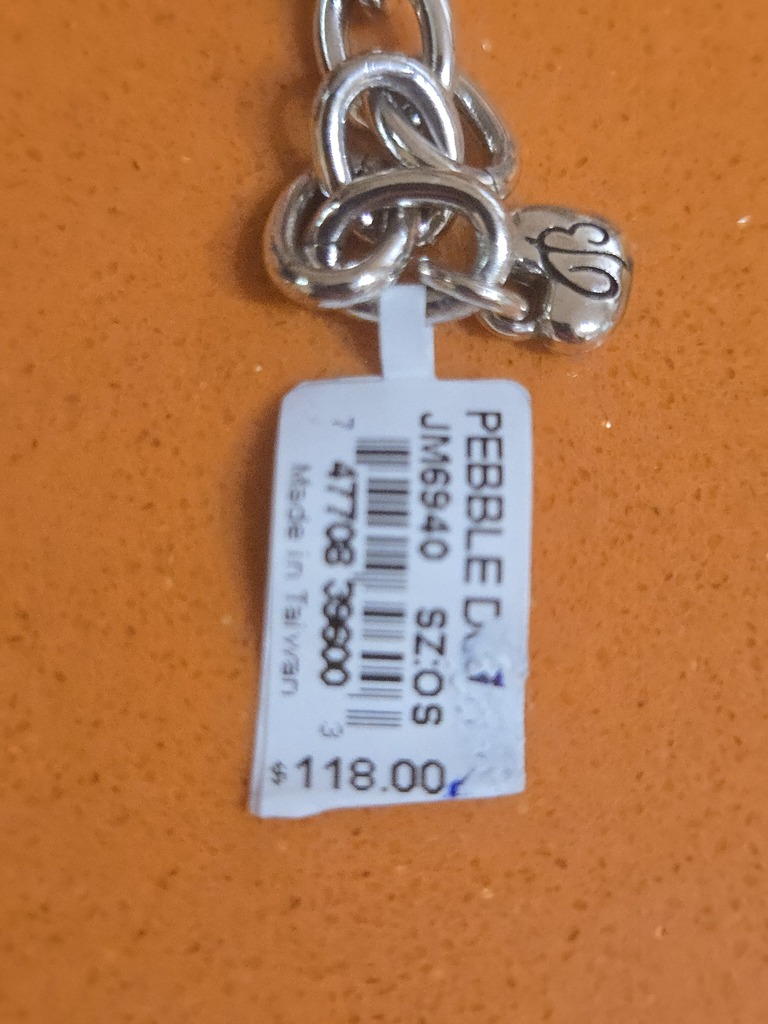 PEBBLE
JM6940 SZ:OS
7 47708 39600 3
Made in Taiwan
$118.00